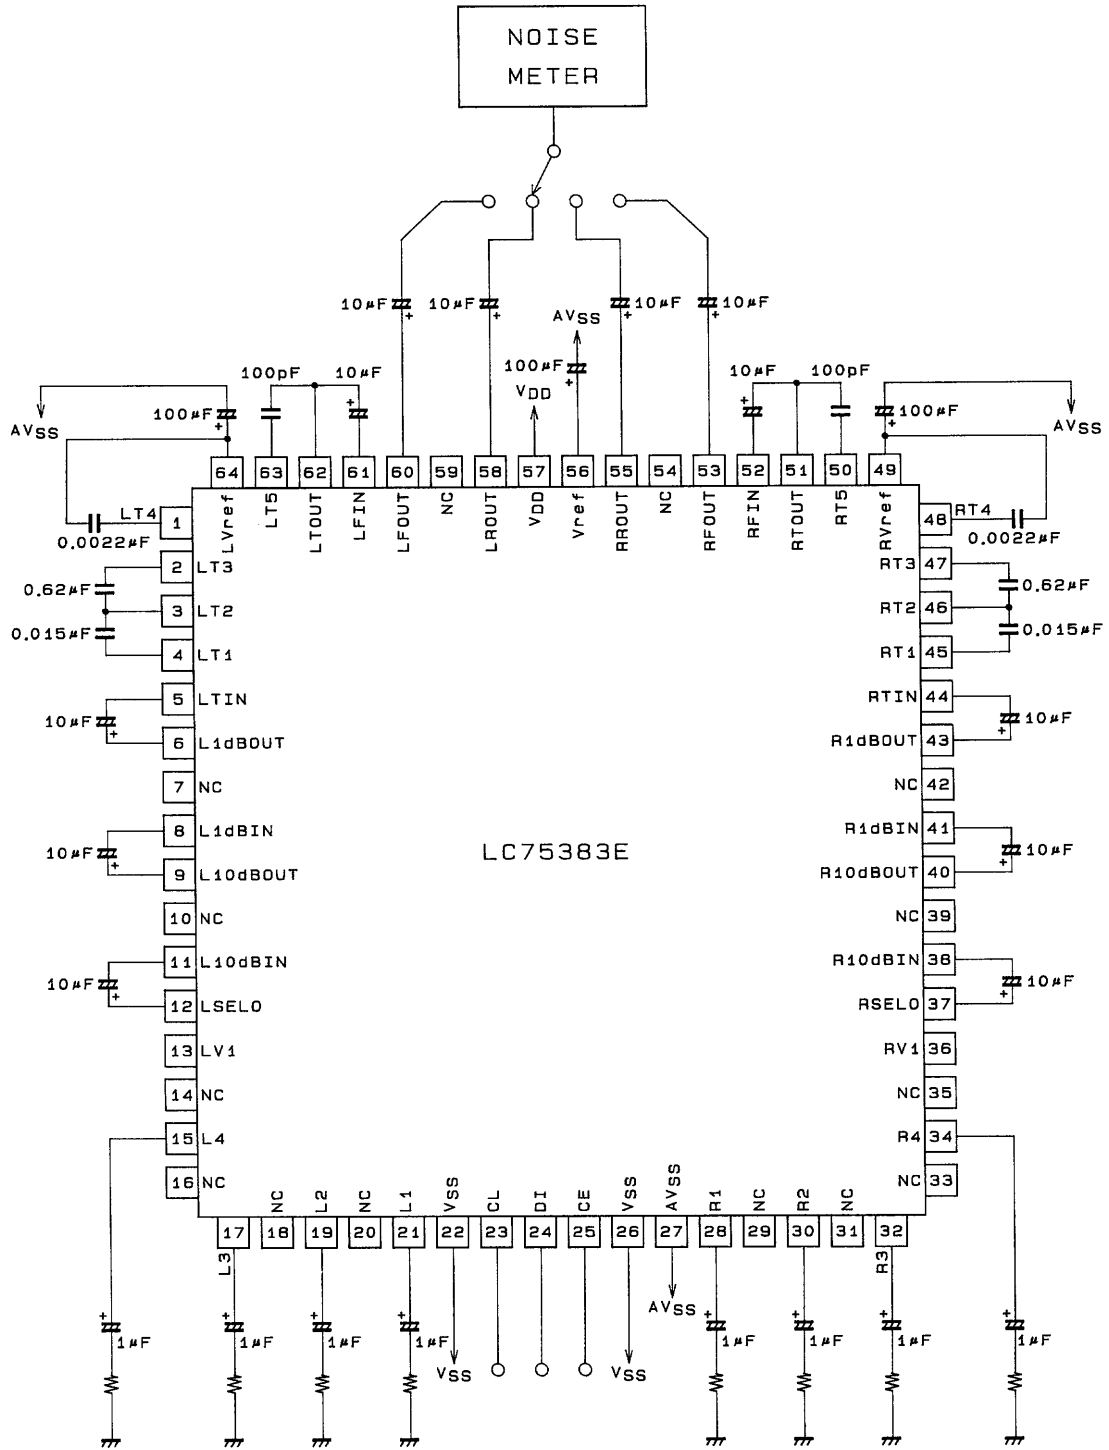 NOISE
METER
10μF 10μF 10μF 10μF
AVSS
100μF
VDD
100pF 10μF
10μF 100pF
100μF
100μF
AVSS
AVSS
64 63 62 61 60 59 58 57 56 55 54 53 52 51 50 49
LVref LT5 LTOUT LFIN LFOUT NC LROUT VDD Vref RROUT NC RFOUT RFIN RTOUT RT5 RVref
LT4 1
0.0022μF
48 RT4
0.0022μF
2 LT3
RT3 47
0.62μF
0.62μF
3 LT2
RT2 46
0.015μF
0.015μF
4 LT1
RT1 45
5 LTIN
RTIN 44
10μF
10μF
6 L1dBOUT
R1dBOUT 43
7 NC
NC 42
8 L1dBIN
R1dBIN 41
10μF
LC75383E
10μF
9 L10dBOUT
R10dBOUT 40
10 NC
NC 39
11 L10dBIN
R10dBIN 38
10μF
10μF
12 LSELO
RSELO 37
13 LV1
RV1 36
14 NC
NC 35
15 L4
R4 34
16 NC
NC 33
NC L2 NC L1 VSS CL DI CE VSS AVSS R1 NC R2 NC
17 18 19 20 21 22 23 24 25 26 27 28 29 30 31 32
L3
R3
AVSS
1μF 1μF 1μF 1μF 1μF 1μF 1μF 1μF
VSS
VSS
+ + + + + + + + + + + + + + + + + + + + + + + + +